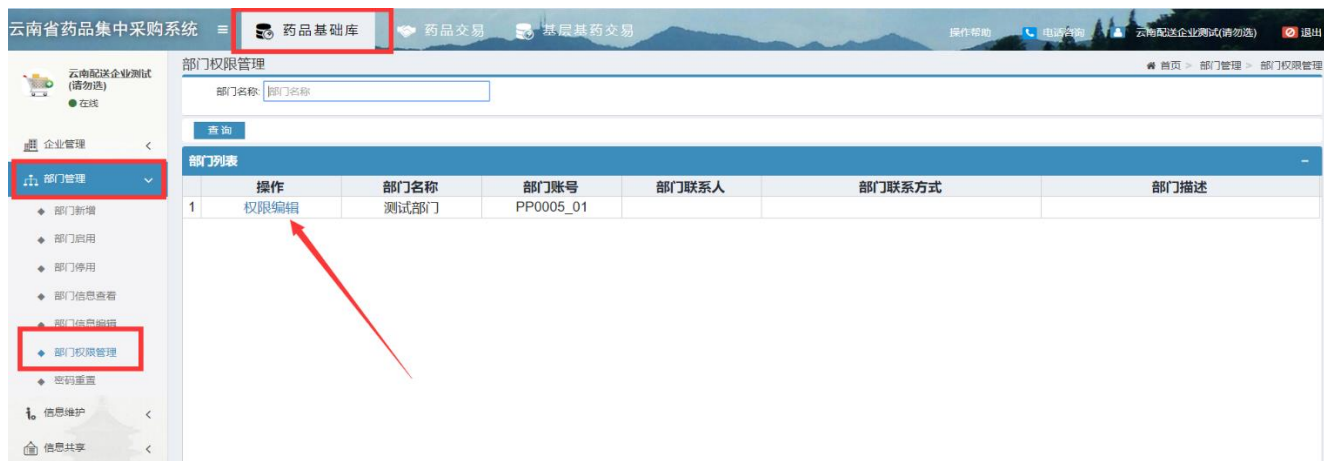 云南省药品集中采购系统 药品基础库 药品交易 基层基药交易 操作帮助 电话咨询 云南配送企业测试(请勿选) 退出
云南配送企业测试
(请勿选)
在线
部门权限管理 首页 > 部门管理 > 部门权限管理
部门名称: 部门名称
查 询
部门列表
操作 部门名称 部门账号 部门联系人 部门联系方式 部门描述
1 权限编辑 测试部门 PP0005_01
企业管理
部门管理
部门新增
部门启用
部门停用
部门信息查看
部门信息编辑
部门权限管理
密码重置
信息维护
信息共享